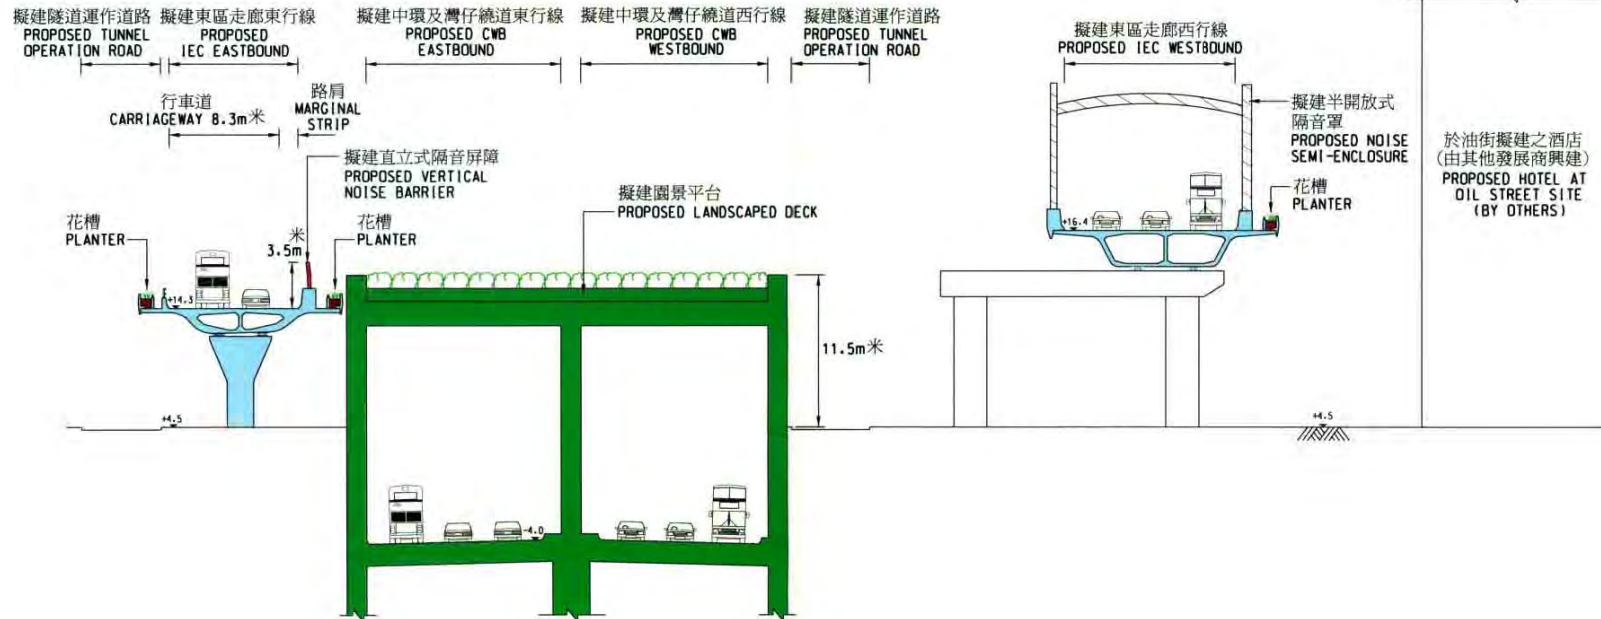 擬建隧道運作道路
PROPOSED TUNNEL
OPERATION ROAD
擬建東區走廊東行線
PROPOSED
IEC EASTBOUND
擬建中環及灣仔繞道東行線
PROPOSED CWB
EASTBOUND
擬建中環及灣仔繞道西行線
PROPOSED CWB
WESTBOUND
擬建隧道運作道路
PROPOSED TUNNEL
OPERATION ROAD
擬建東區走廊西行線
PROPOSED IEC WESTBOUND
行車道
CARRIAGEWAY 8.3m米
路肩
MARGINAL
STRIP
擬建直立式隔音屏障
PROPOSED VERTICAL
NOISE BARRIER
擬建園景平台
PROPOSED LANDSCAPED DECK
擬建半開放式
隔音罩
PROPOSED NOISE
SEMI-ENCLOSURE
於油街擬建之酒店
(由其他發展商興建)
PROPOSED HOTEL AT
OIL STREET SITE
(BY OTHERS)
花槽
PLANTER
米
3.5m
花槽
PLANTER
花槽
PLANTER
+16.4
+14.3
11.5m米
+4.5
+4.5
-4.0